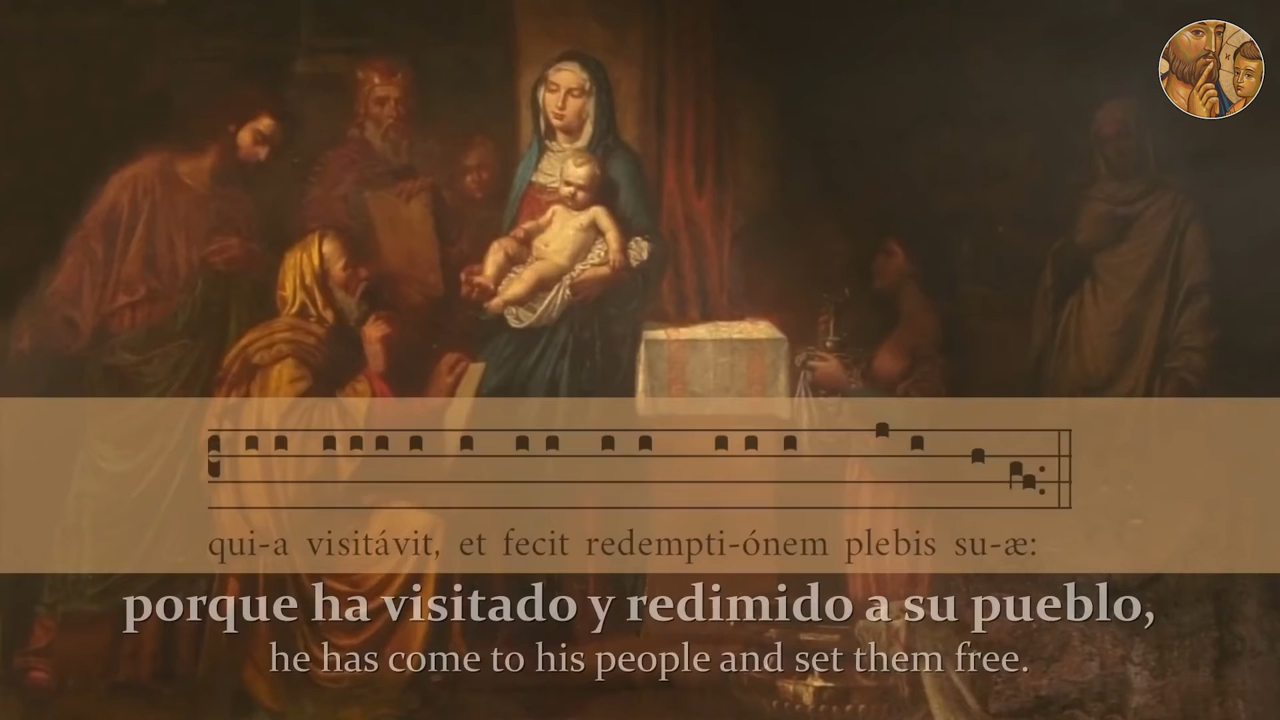 qui-a visitávit, et fecit redempti-ónem plebis su-æ:
porque ha visitado y redimido a su pueblo,
he has come to his people and set them free.